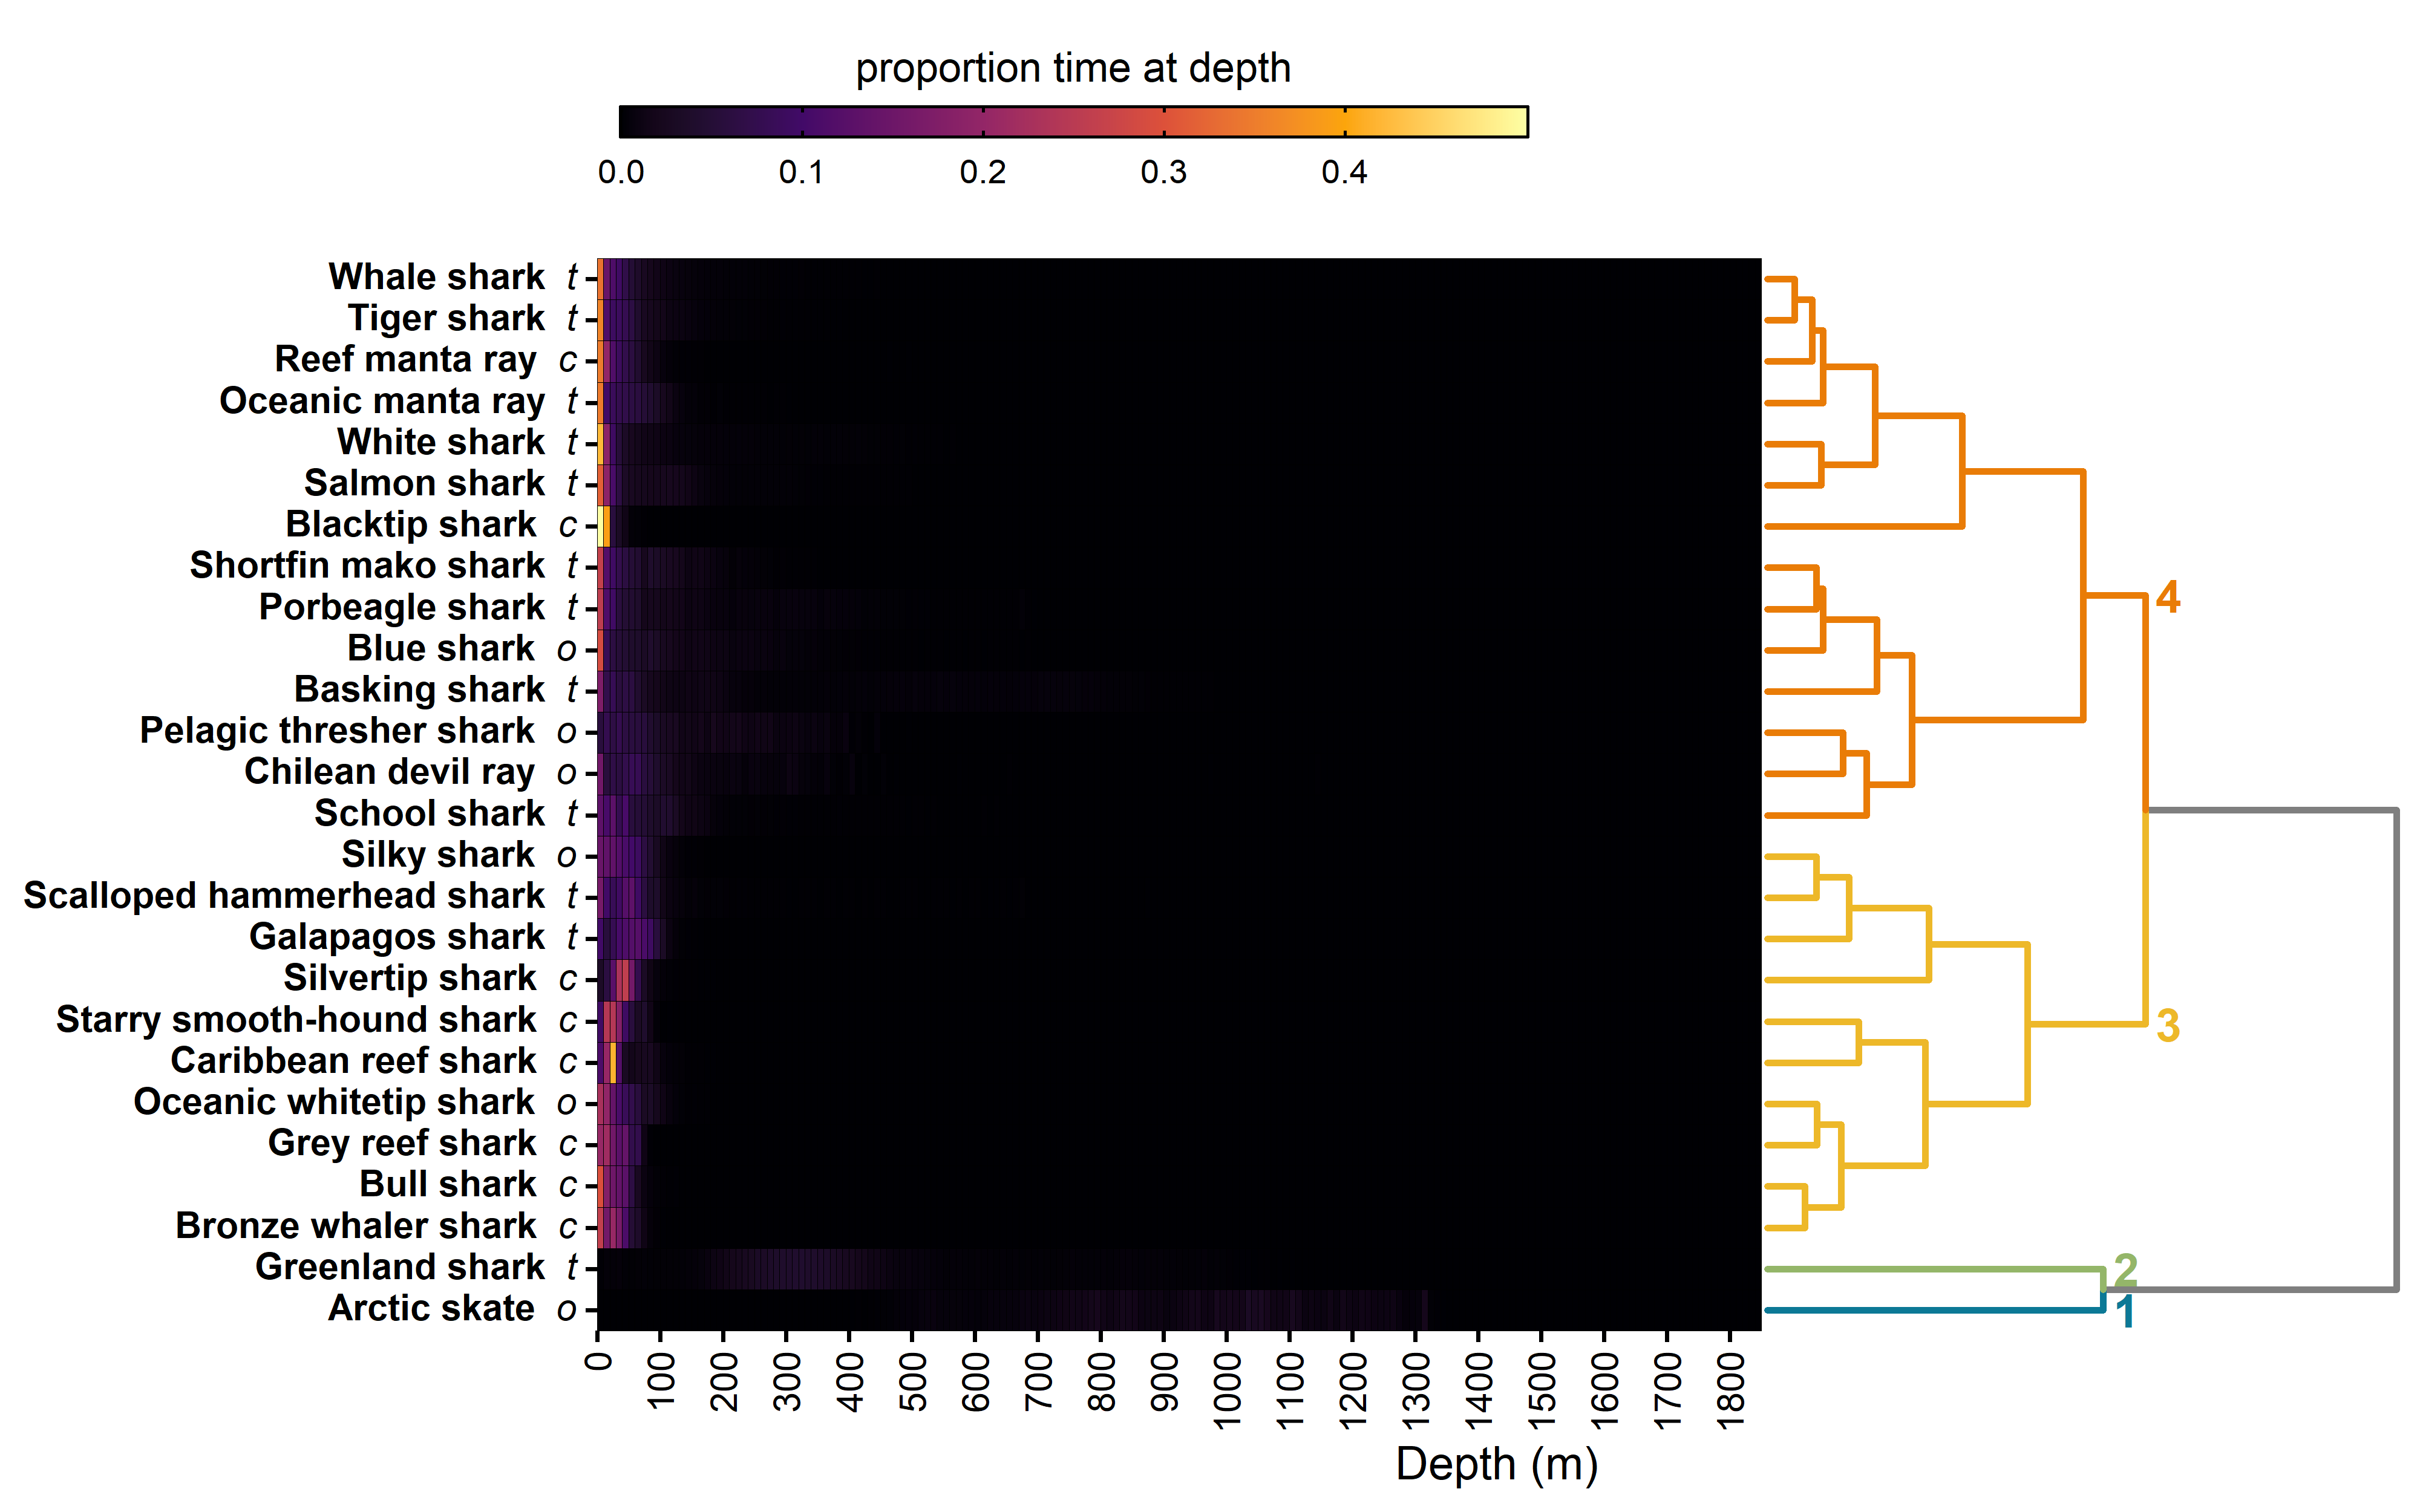 proportion time at depth
0.0 0.1 0.2 0.3 0.4
Whale shark t
Tiger shark t
Reef manta ray c
Oceanic manta ray t
White shark t
Salmon shark t
Blacktip shark c
Shortfin mako shark t
Porbeagle shark t
Blue shark o
Basking shark t
Pelagic thresher shark o
Chilean devil ray o
School shark t
Silky shark o
Scalloped hammerhead shark t
Galapagos shark t
Silvertip shark c
Starry smooth-hound shark c
Caribbean reef shark c
Oceanic whitetip shark o
Grey reef shark c
Bull shark c
Bronze whaler shark c
Greenland shark t
Arctic skate o
4
3
2
1
0 100 200 300 400 500 600 700 800 900 1000 1100 1200 1300 1400 1500 1600 1700 1800
Depth (m)